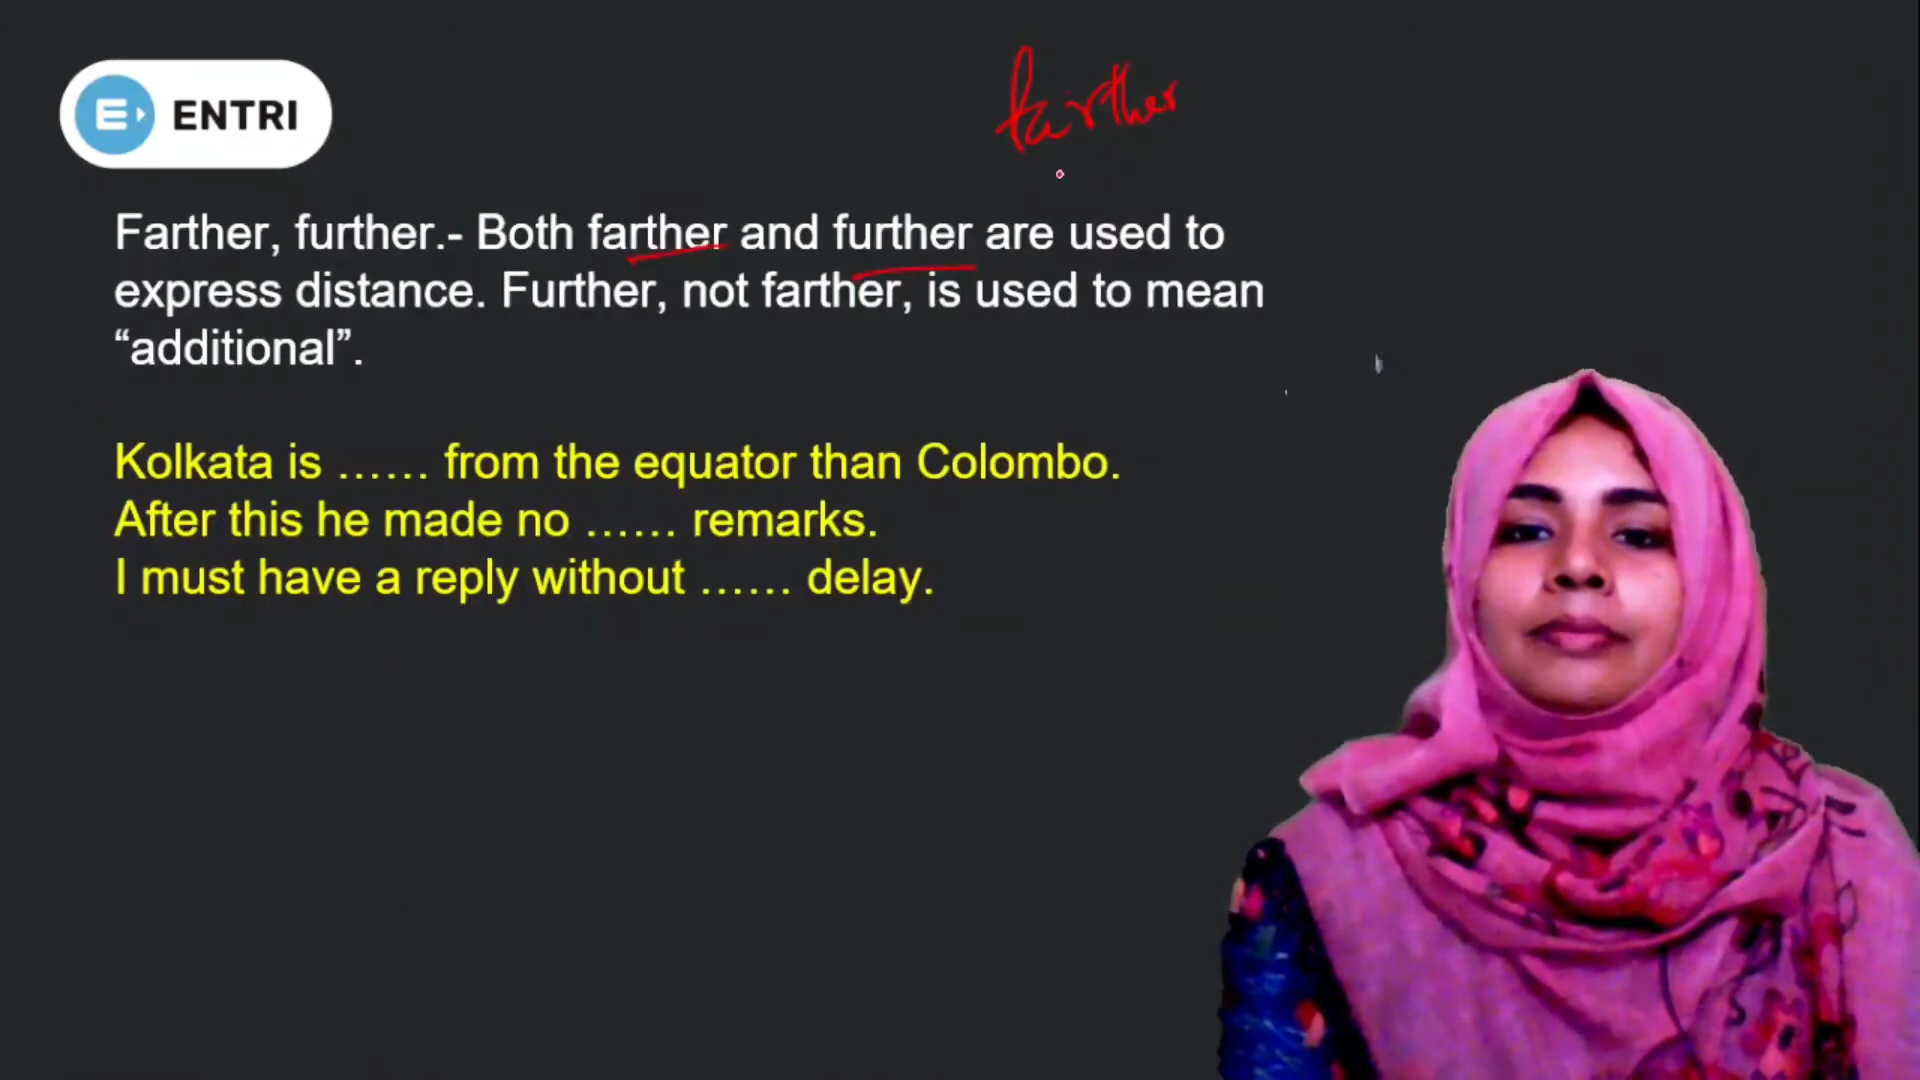 farther
ENTRI
Farther, further.- Both farther and further are used to
express distance. Further, not farther, is used to mean
“additional”.
Kolkata is …… from the equator than Colombo.
After this he made no …… remarks.
I must have a reply without …… delay.